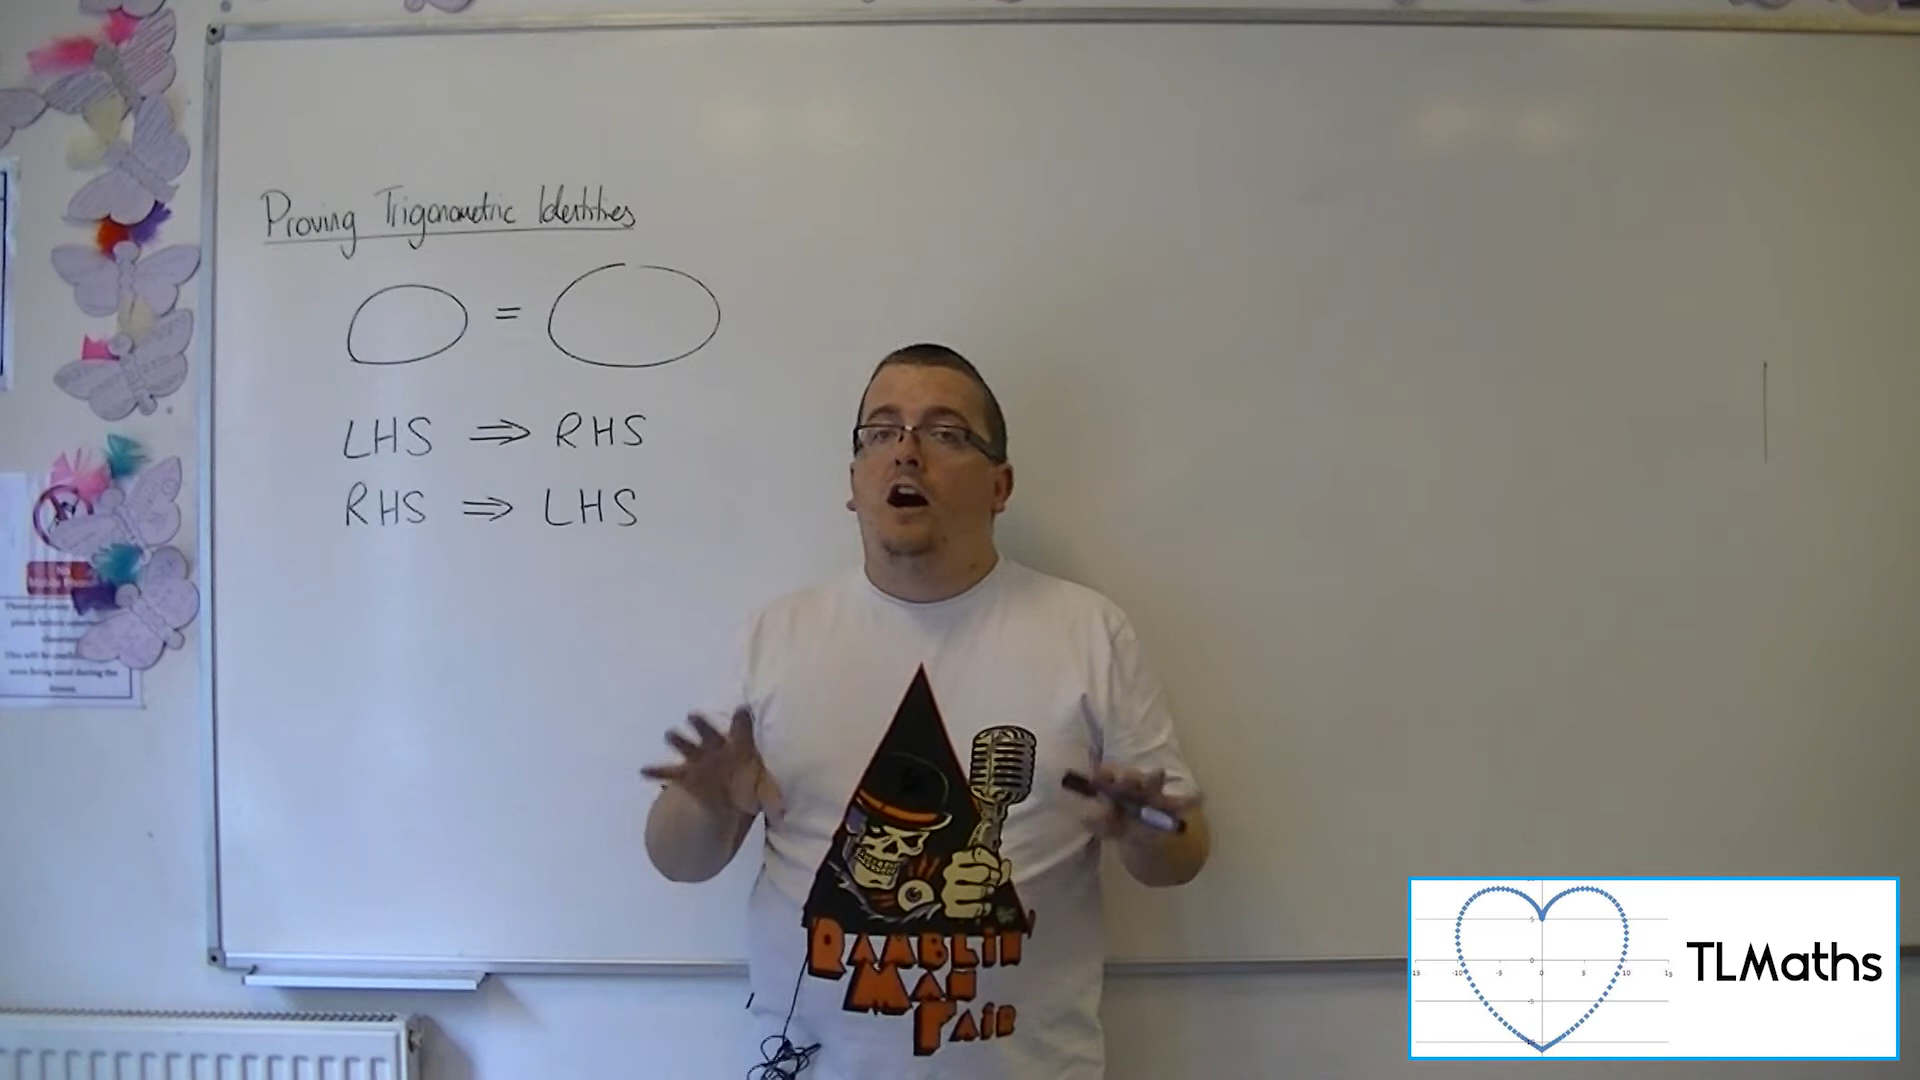 Proving Trigonometric Identities
=
LHS ⇒ RHS
RHS ⇒ LHS
RAMBLIN'
MAN
FAIR
TLMaths